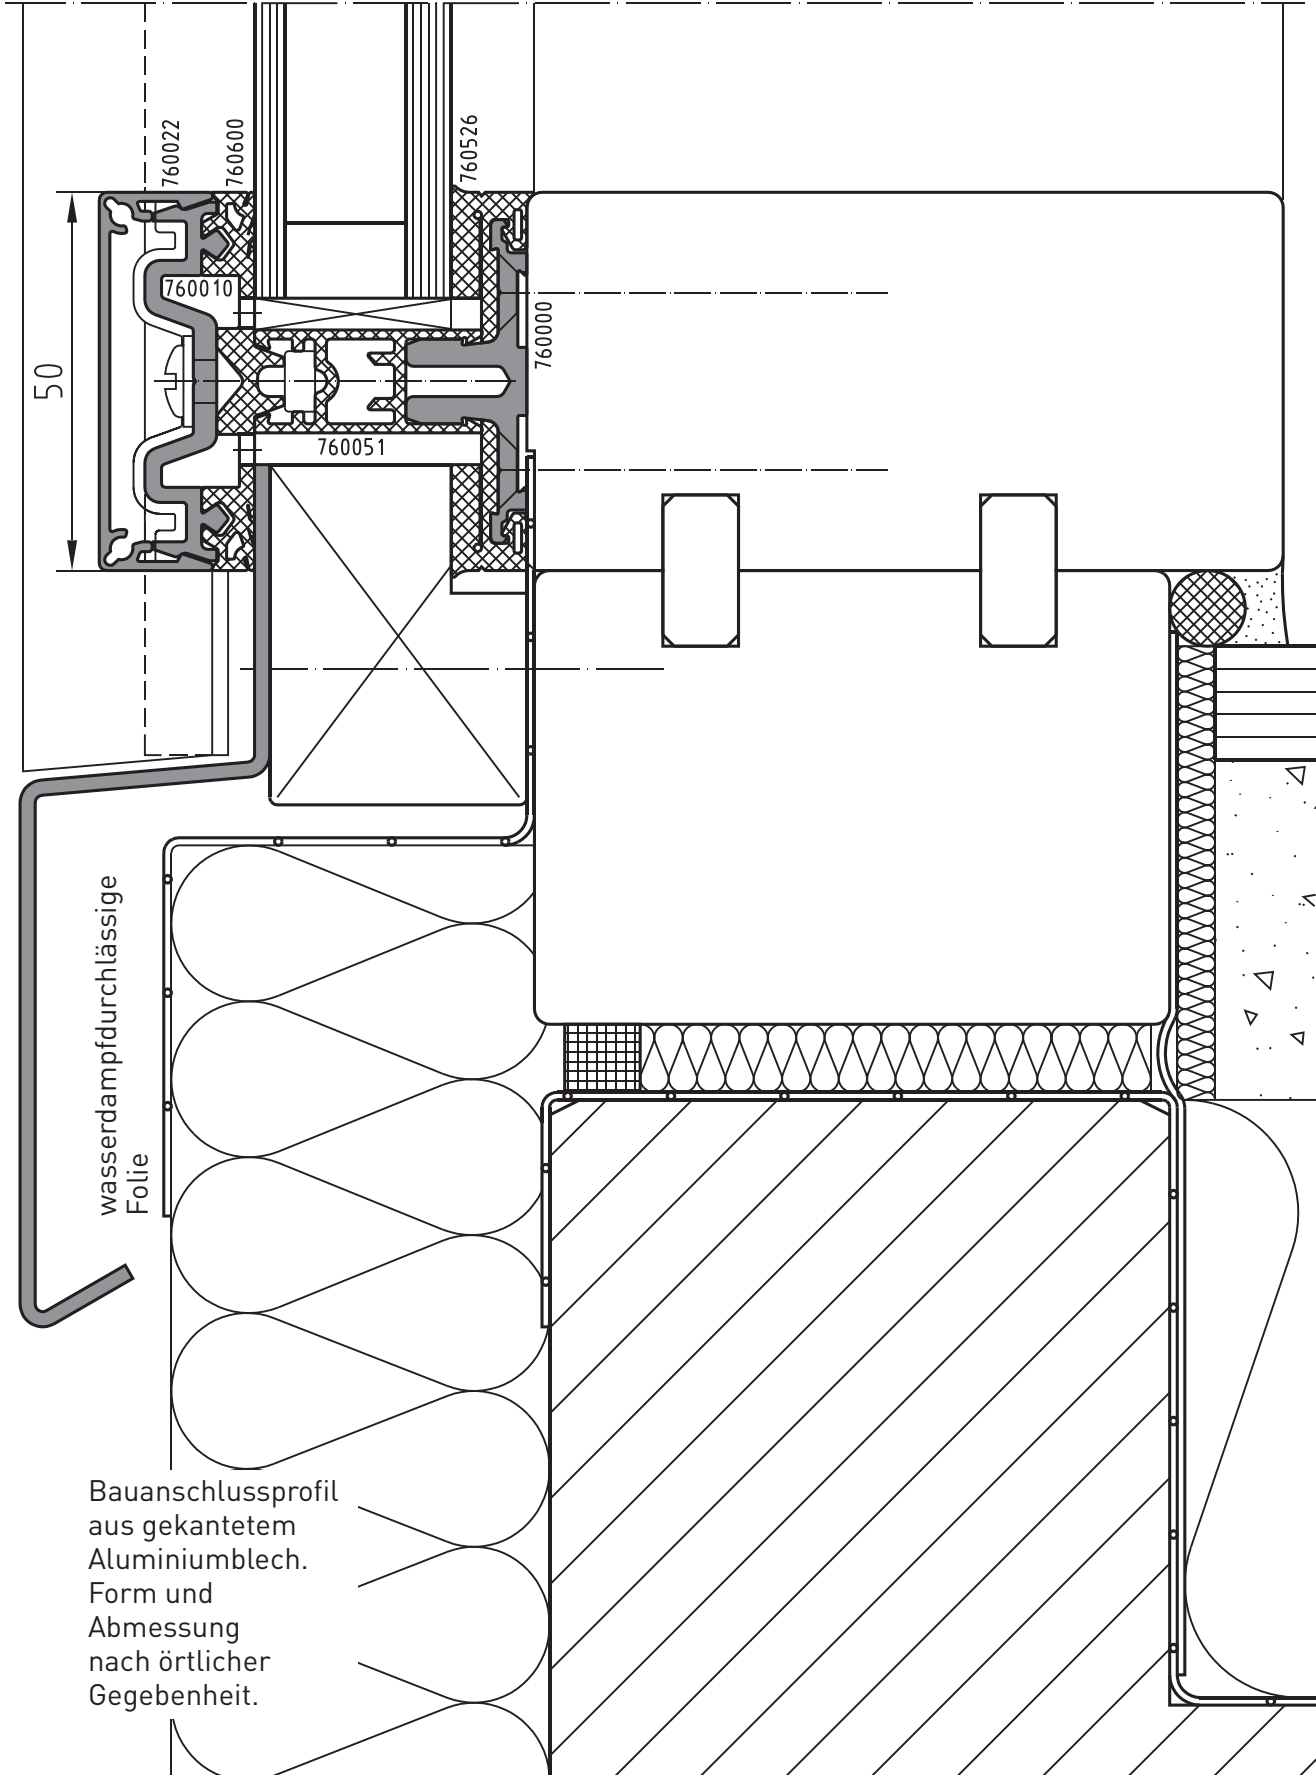 760022
760600
760526
760010
760000
50
760051
wasserdampfdurchlässige
Folie
Bauanschlussprofil
aus gekantetem
Aluminiumblech.
Form und
Abmessung
nach örtlicher
Gegebenheit.